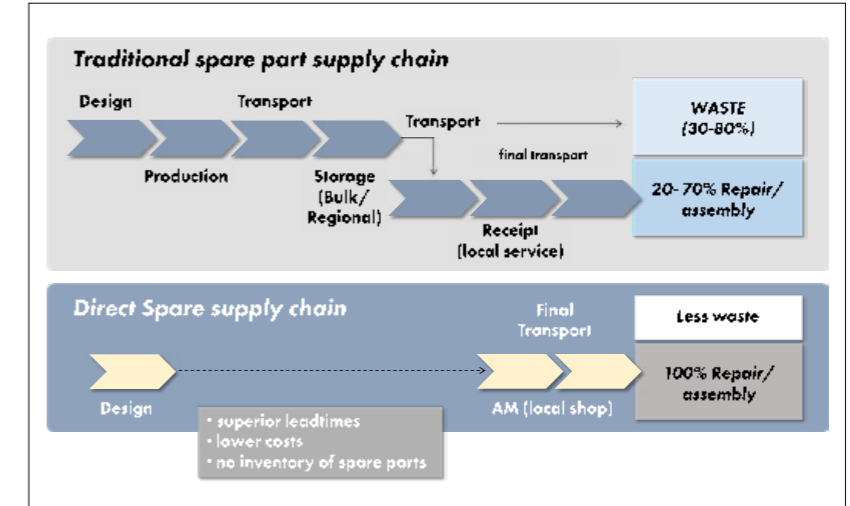 Traditional spare part supply chain
Design
Transport
Transport
WASTE
(30-80%)
final transport
Production
Storage
(Bulk/
Regional)
20-70% Repair/
assembly
Receipt
(local service)
Direct Spare supply chain
Final
Transport
Less waste
100% Repair/
assembly
Design
AM (local shop)
• superior leadtimes
• lower costs
• no inventory of spare parts